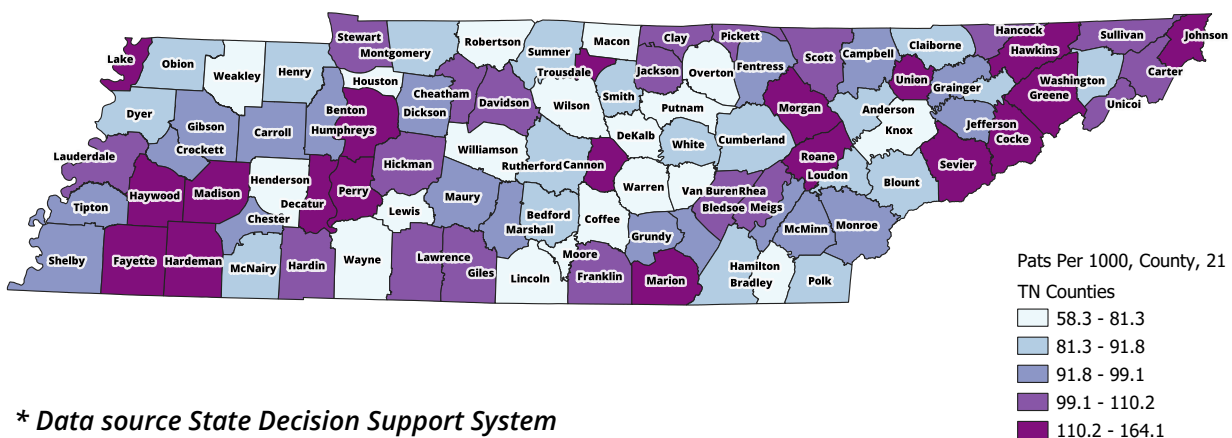 Lake
Obion
Weakley
Henry
Stewart
Montgomery
Robertson
Sumner
Macon
Clay
Pickett
Scott
Campbell
Claiborne
Hancock
Hawkins
Sullivan
Johnson
Houston
Trousdale
Jackson
Overton
Fentress
Union
Grainger
Washington
Greene
Carter
Unicoi
Dyer
Gibson
Crockett
Carroll
Benton
Humphreys
Cheatham
Dickson
Davidson
Wilson
Smith
Putnam
Morgan
Anderson
Knox
Jefferson
Cocke
Lauderdale
Haywood
Madison
Henderson
Decatur
Perry
Hickman
Williamson
Rutherford
Cannon
DeKalb
White
Cumberland
Roane
Loudon
Blount
Sevier
Tipton
Chester
Lewis
Maury
Bedford
Marshall
Coffee
Warren
Van Buren
Rhea
Bledsoe
Meigs
McMinn
Monroe
Shelby
Fayette
Hardeman
McNairy
Hardin
Wayne
Lawrence
Giles
Lincoln
Moore
Franklin
Grundy
Marion
Hamilton
Bradley
Polk
Pats Per 1000, County, 21
TN Counties
58.3 - 81.3
81.3 - 91.8
91.8 - 99.1
99.1 - 110.2
110.2 - 164.1
* Data source State Decision Support System